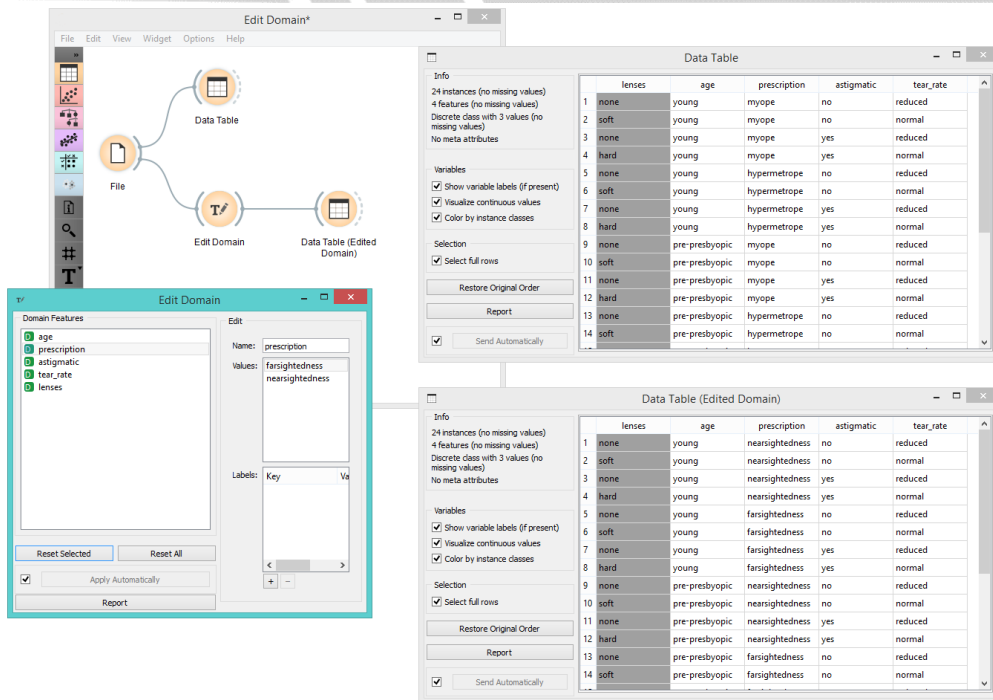 Edit Domain*
File Edit View Widget Options Help
Data Table
File
T
Edit Domain
Data Table (Edited
Domain)
T
Edit Domain
Domain Features
age
prescription
astigmatic
tear_rate
lenses
Reset Selected Reset All
Apply Automatically
Report
Edit
Name: prescription
Values: farsightedness
nearsightedness
Labels: Key Va
+ -
Data Table
Info
24 instances (no missing values)
4 features (no missing values)
Discrete class with 3 values (no
missing values)
No meta attributes
Variables
Show variable labels (if present)
Visualize continuous values
Color by instance classes
Selection
Select full rows
Restore Original Order
Report
Send Automatically
lenses age prescription astigmatic tear_rate
1 none young myope no reduced
2 soft young myope no normal
3 none young myope yes reduced
4 hard young myope yes normal
5 none young hypermetrope no reduced
6 soft young hypermetrope no normal
7 none young hypermetrope yes reduced
8 hard young hypermetrope yes normal
9 none pre-presbyopic myope no reduced
10 soft pre-presbyopic myope no normal
11 none pre-presbyopic myope yes reduced
12 hard pre-presbyopic myope yes normal
13 none pre-presbyopic hypermetrope no reduced
14 soft pre-presbyopic hypermetrope no normal
Data Table (Edited Domain)
Info
24 instances (no missing values)
4 features (no missing values)
Discrete class with 3 values (no
missing values)
No meta attributes
Variables
Show variable labels (if present)
Visualize continuous values
Color by instance classes
Selection
Select full rows
Restore Original Order
Report
Send Automatically
lenses age prescription astigmatic tear_rate
1 none young nearsightedness no reduced
2 soft young nearsightedness no normal
3 none young nearsightedness yes reduced
4 hard young nearsightedness yes normal
5 none young farsightedness no reduced
6 soft young farsightedness no normal
7 none young farsightedness yes reduced
8 hard young farsightedness yes normal
9 none pre-presbyopic nearsightedness no reduced
10 soft pre-presbyopic nearsightedness no normal
11 none pre-presbyopic nearsightedness yes reduced
12 hard pre-presbyopic nearsightedness yes normal
13 none pre-presbyopic farsightedness no reduced
14 soft pre-presbyopic farsightedness no normal